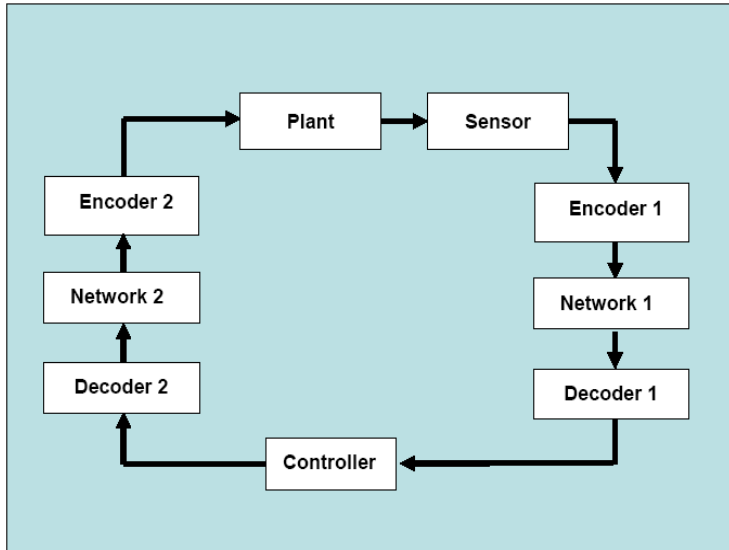 Plant
Sensor
Encoder 2
Encoder 1
Network 2
Network 1
Decoder 2
Decoder 1
Controller